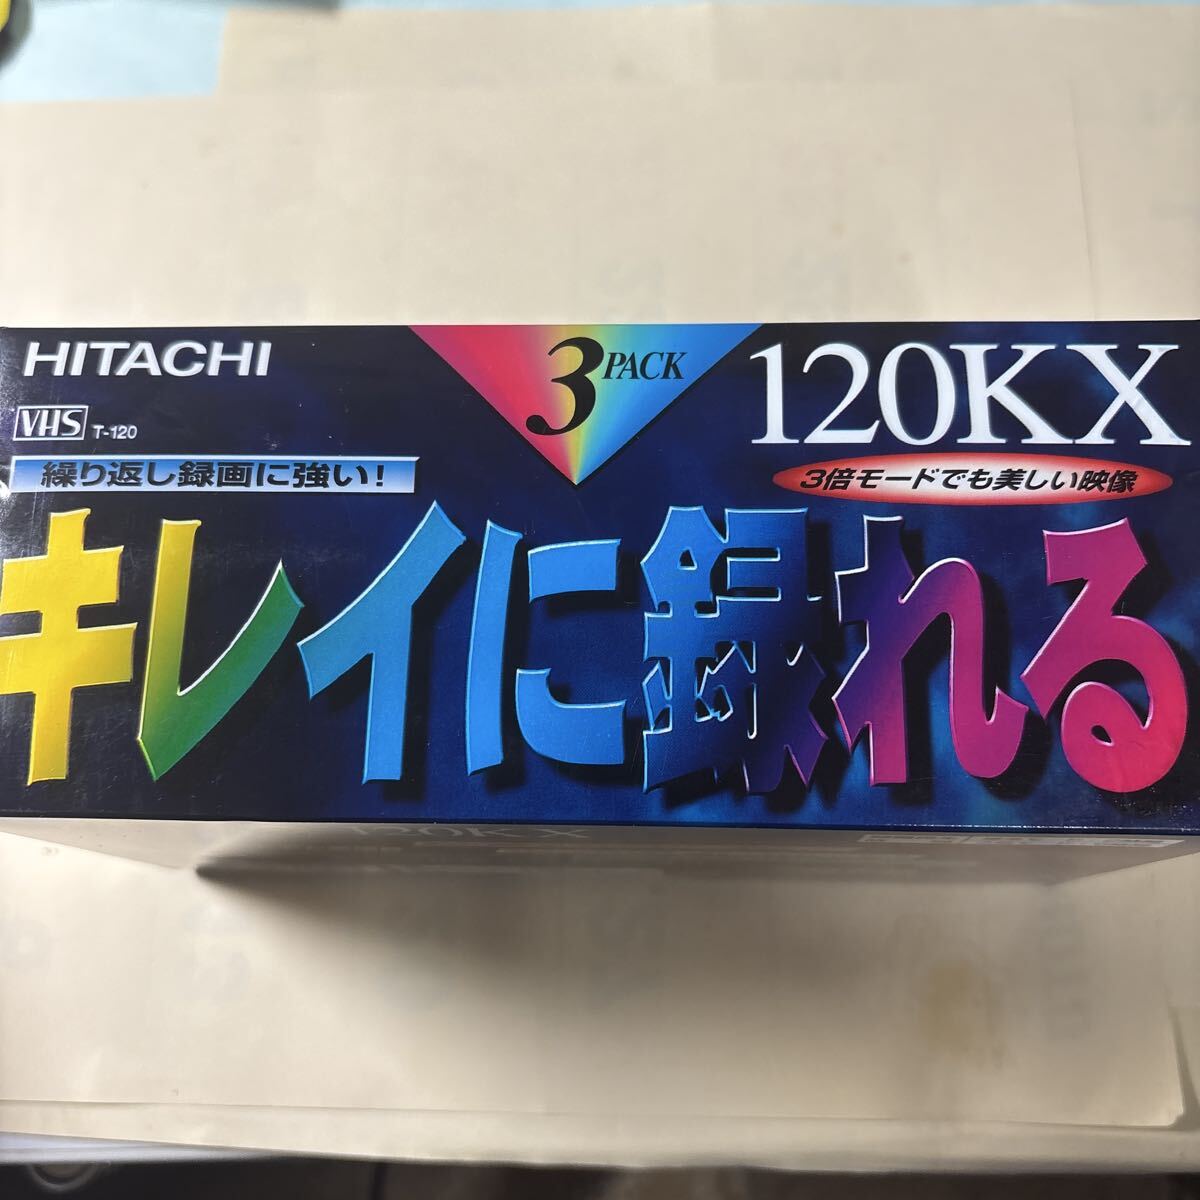 HITACHI
3 PACK
120KX
VHS T-120
繰り返し録画に強い!
3倍モードでも美しい映像
キレイに録れる
120KX